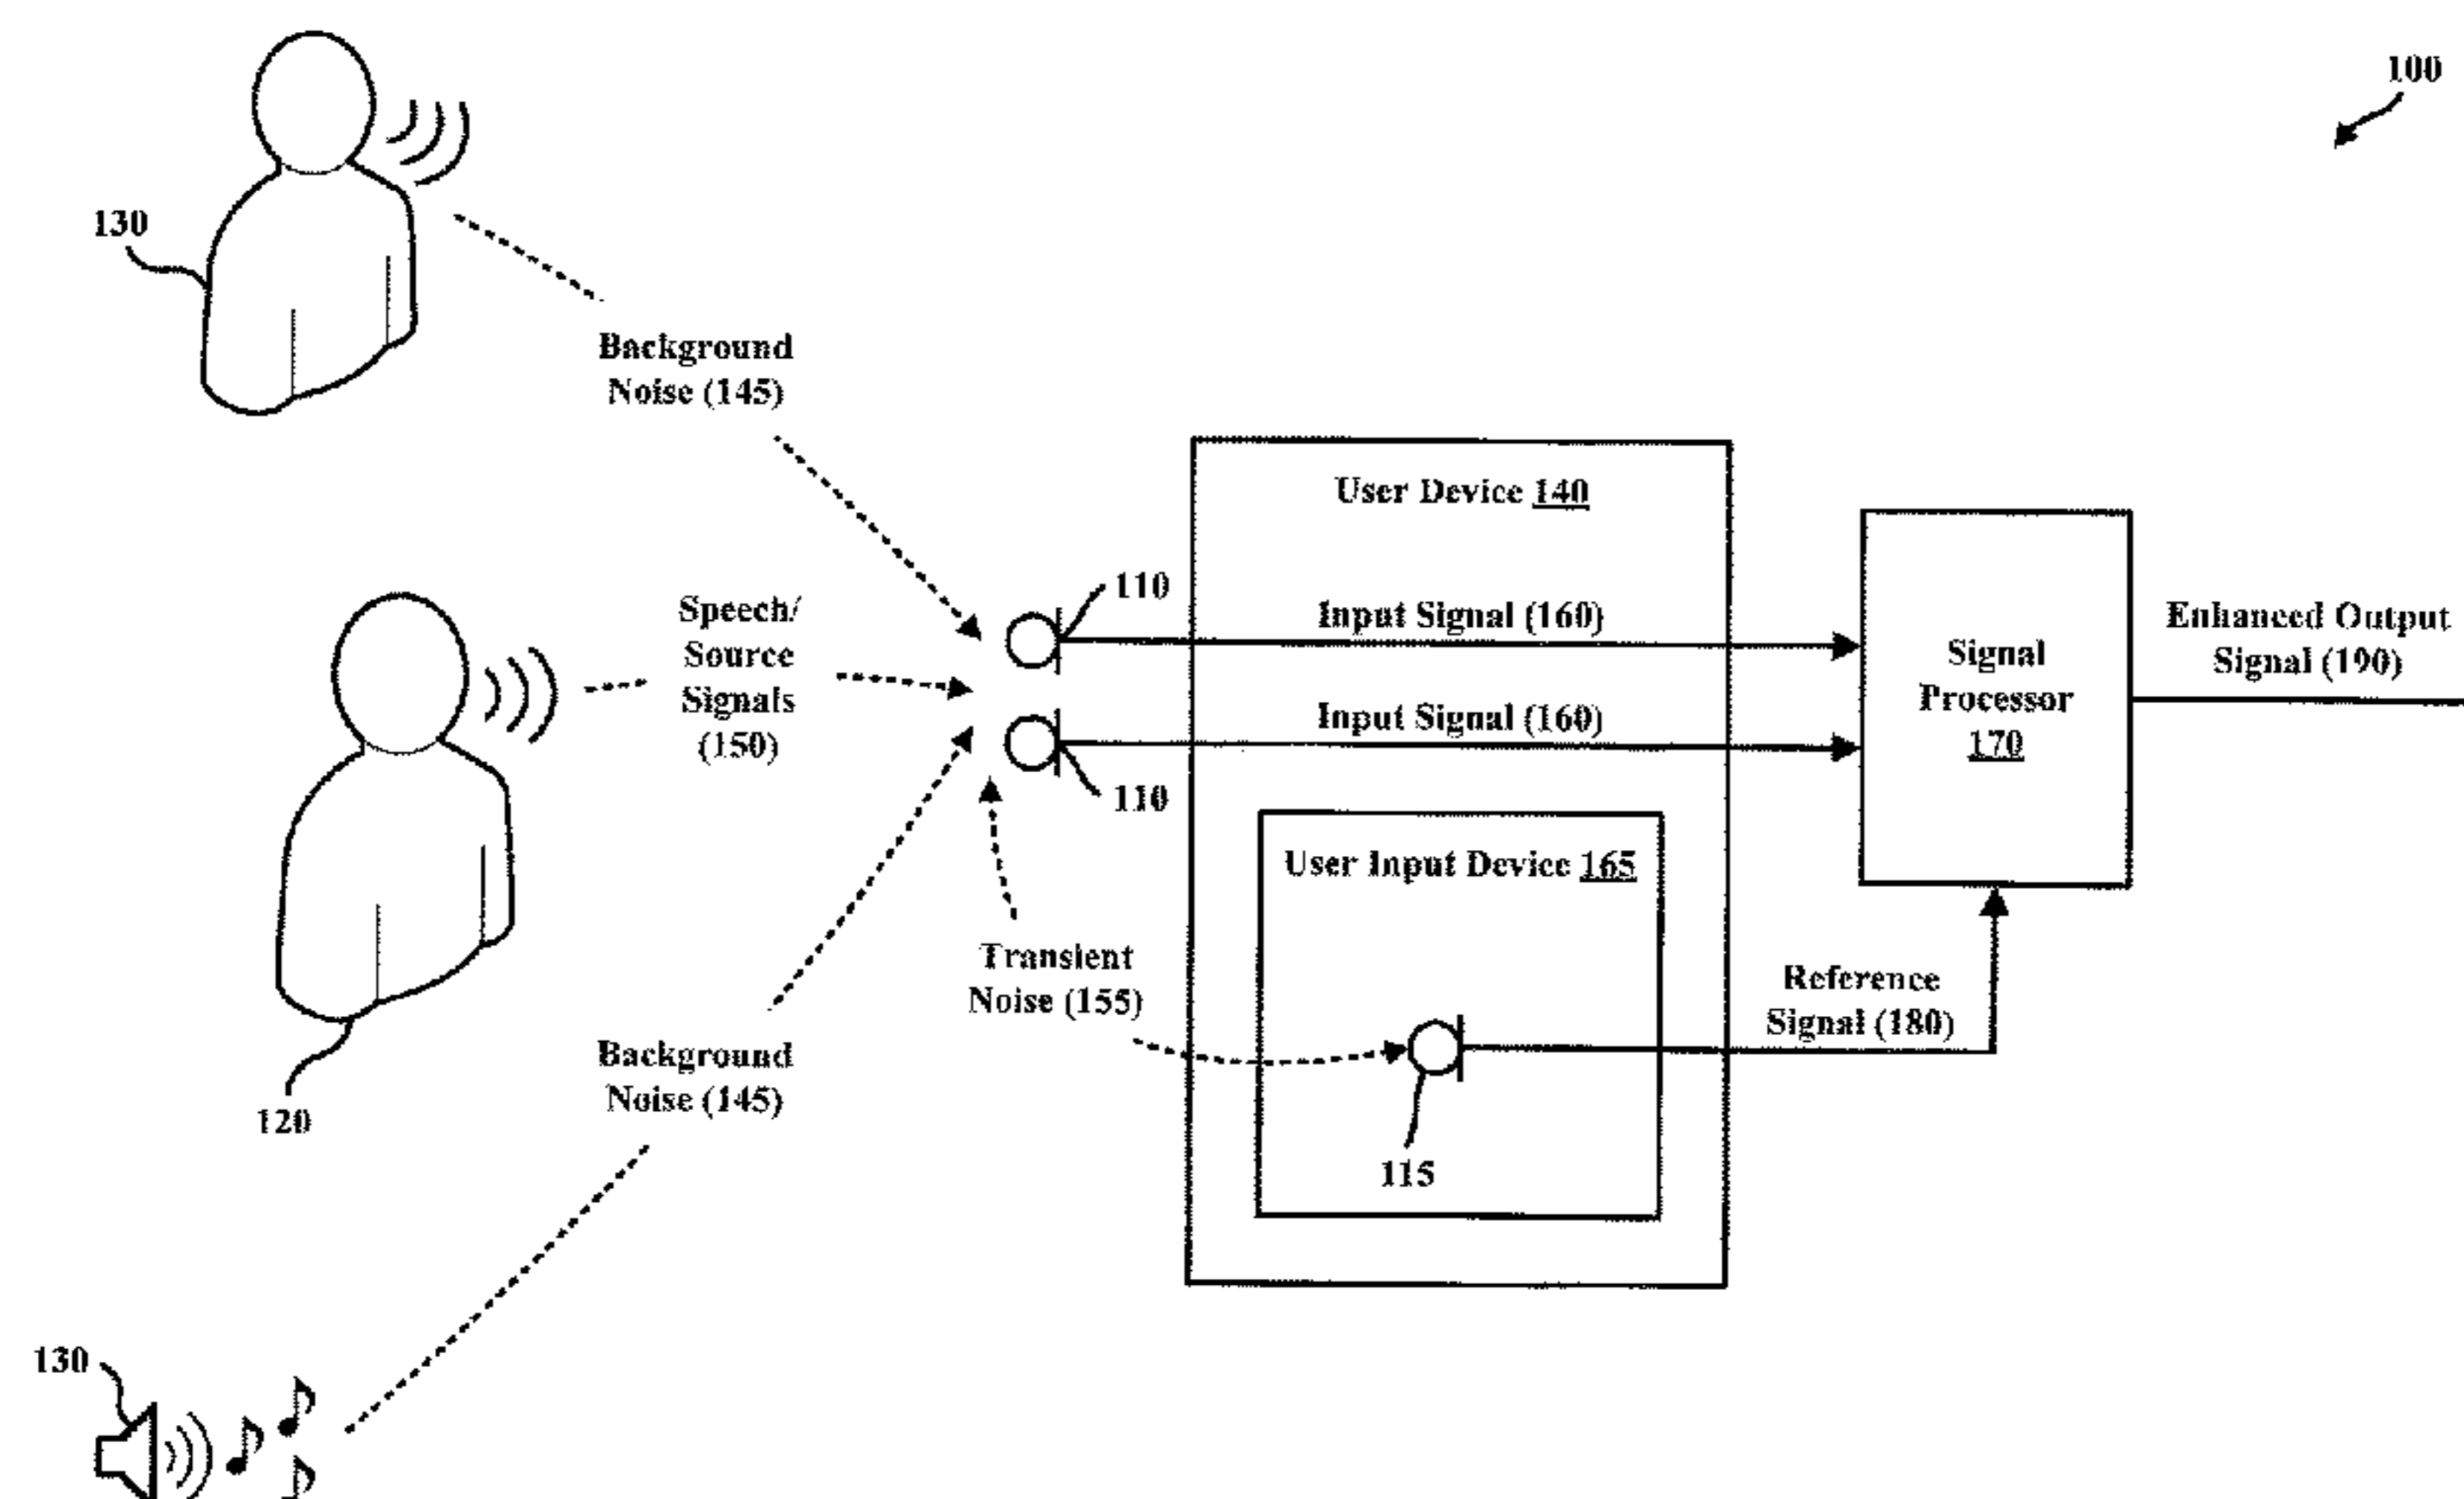 100
130
Background
Noise (145)
User Device 140
Speech/
Source
Signals
(150)
110
Input Signal (160)
Input Signal (160)
110
Signal
Processor
170
Enhanced Output
Signal (190)
User Input Device 165
Transient
Noise (155)
Reference
Signal (180)
115
Background
Noise (145)
120
130